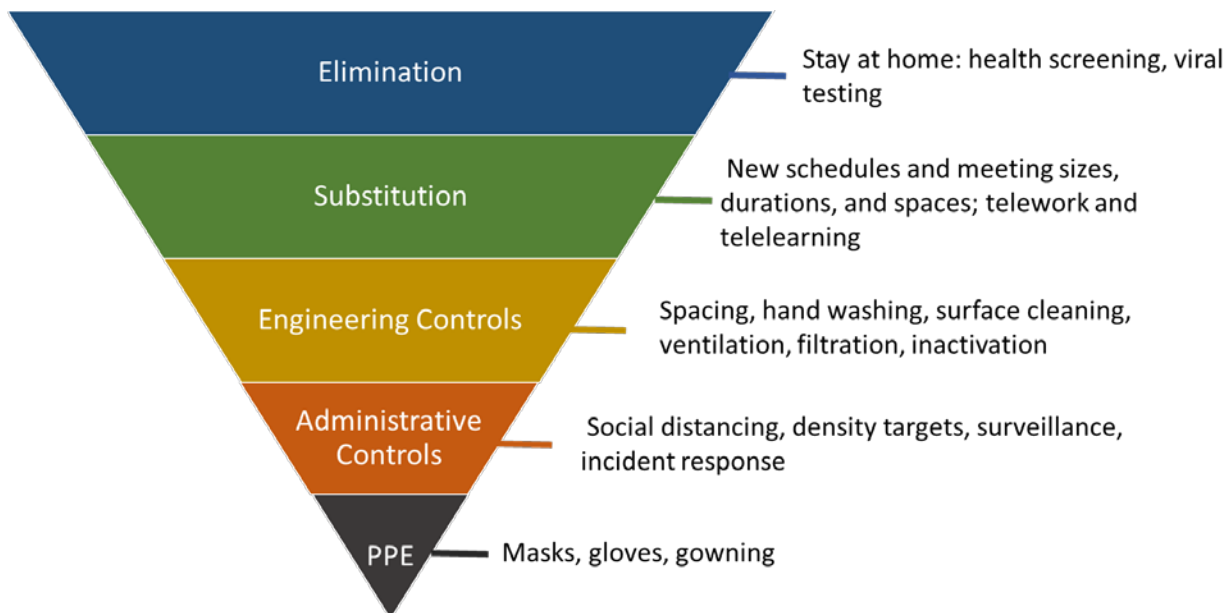 Elimination
Stay at home: health screening, viral
testing
Substitution
New schedules and meeting sizes,
durations, and spaces; telework and
telelearning
Engineering Controls
Spacing, hand washing, surface cleaning,
ventilation, filtration, inactivation
Administrative
Controls
Social distancing, density targets, surveillance,
incident response
PPE
Masks, gloves, gowning